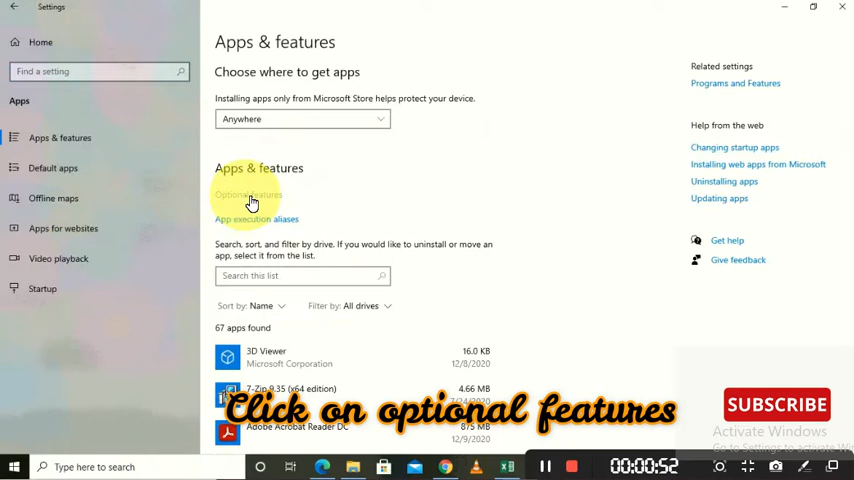 Settings
Home
Find a setting
Apps
Apps & features
Default apps
Offline maps
Apps for websites
Video playback
Startup
Apps & features
Choose where to get apps
Installing apps only from Microsoft Store helps protect your device.
Anywhere
Apps & features
Optional features
App execution aliases
Search, sort, and filter by drive. If you would like to uninstall or move an
app, select it from the list.
Search this list
Sort by: Name
Filter by: All drives
67 apps found
3D Viewer
16.0 KB
Microsoft Corporation
12/8/2020
7-Zip 9.35 (x64 edition)
4.66 MB
Adobe Acrobat Reader DC
875 MB
12/9/2020
Related settings
Programs and Features
Help from the web
Changing startup apps
Installing web apps from Microsoft
Uninstalling apps
Updating apps
Get help
Give feedback
Click on optional features
SUBSCRIBE
Activate Windows
Go to Settings to activate Wi
Type here to search
00:00:52